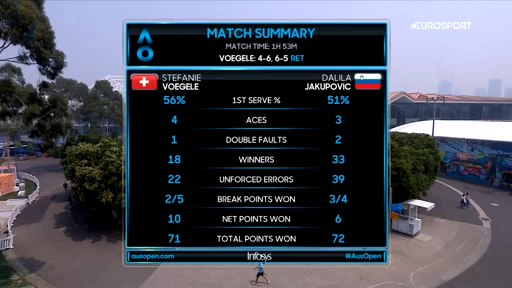 MATCH SUMMARY
EUROSPORT
MATCH TIME: 1H 53M
VOEGELE: 4-6, 6-5 RET
AO
STEFANIE VOEGELE
DALILA JAKUPOVIC
56% 1ST SERVE % 51%
4 ACES 3
1 DOUBLE FAULTS 2
18 WINNERS 33
22 UNFORCED ERRORS 39
2/5 BREAK POINTS WON 3/4
10 NET POINTS WON 6
71 TOTAL POINTS WON 72
ausopen.com Infosys @AusOpen